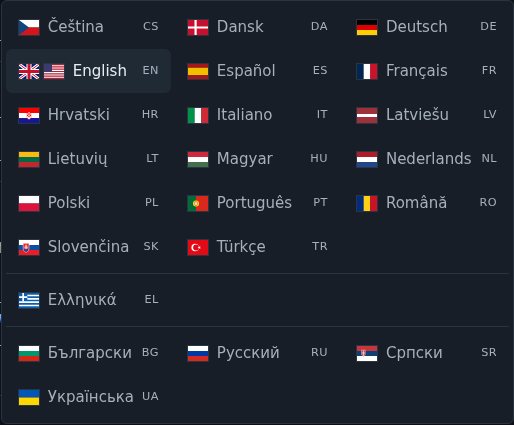 Čeština CS Dansk DA Deutsch DE
English EN Español ES Français FR
Hrvatski HR Italiano IT Latviešu LV
Lietuvių LT Magyar HU Nederlands NL
Polski PL Português PT Română RO
Slovenčina SK Türkçe TR
Ελληνικά EL
Български BG Русский RU Српски SR
Українська UA